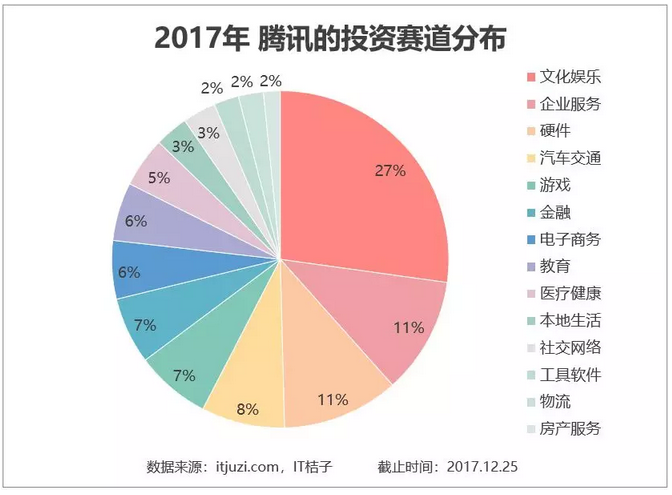 2017年 腾讯的投资赛道分布
27%
11%
11%
8%
7%
7%
6%
6%
5%
3%
3%
2%
2%
2%
文化娱乐
企业服务
硬件
汽车交通
游戏
金融
电子商务
教育
医疗健康
本地生活
社交网络
工具软件
物流
房产服务
数据来源：itjuzi.com，IT桔子 截止时间：2017.12.25